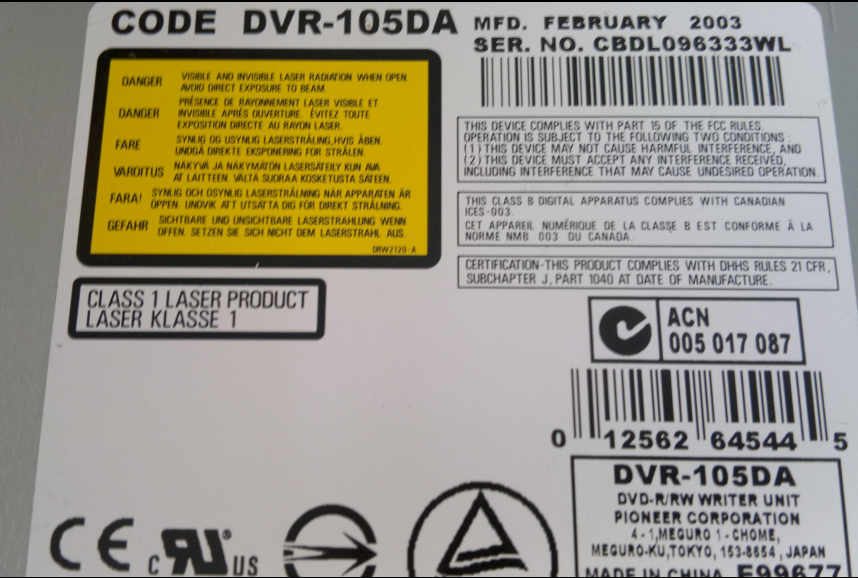 CODE DVR-105DA
MFD. FEBRUARY 2003
SER. NO. CBDL096333WL
DANGER VISIBLE AND INVISIBLE LASER RADIATION WHEN OPEN.
AVOID DIRECT EXPOSURE TO BEAM.
DANGER PRÉSENCE DE RAYONNEMENT LASER VISIBLE ET
INVISIBLE APRÈS OUVERTURE. ÉVITEZ TOUTE
EXPOSITION DIRECTE AU RAYON LASER.
FARE SYNLIG OG USYNLIG LASERSTRÅLING, HVIS ÅBEN.
UNDGÅ DIREKTE EKSPONERING FOR STRÅLEN.
VAROITUS NÄKYVÄ JA NÄKYMÄTÖN LASERSÄTEILY KUN AVA
AT LAITTEEN. VÄLTÄ SUORAA KOSKETUSTA SÄTEEN.
FARA! SYNLIG OCH OSYNLIG LASERSTRÅLNING NÄR APPARATEN ÄR
ÖPPEN. UNDVIK ATT UTSÄTTA DIG FÖR DIREKT STRÅLNING.
GEFAHR SICHTBARE UND UNSICHTBARE LASERSTRAHLUNG WENN
OFFEN. SETZEN SIE SICH NICHT DEM LASERSTRAHL AUS.
DRW2120-A
THIS DEVICE COMPLIES WITH PART 15 OF THE FCC RULES.
OPERATION IS SUBJECT TO THE FOLLOWING TWO CONDITIONS :
(1) THIS DEVICE MAY NOT CAUSE HARMFUL INTERFERENCE, AND
(2) THIS DEVICE MUST ACCEPT ANY INTERFERENCE RECEIVED,
INCLUDING INTERFERENCE THAT MAY CAUSE UNDESIRED OPERATION.
THIS CLASS B DIGITAL APPARATUS COMPLIES WITH CANADIAN
ICES-003.
CET APPAREIL NUMÉRIQUE DE LA CLASSE B EST CONFORME À LA
NORME NMB 003 DU CANADA.
CERTIFICATION-THIS PRODUCT COMPLIES WITH DHHS RULES 21 CFR,
SUBCHAPTER J, PART 1040 AT DATE OF MANUFACTURE.
CLASS 1 LASER PRODUCT
LASER KLASSE 1
ACN
005 017 087
0 12562 64544 5
DVR-105DA
DVD-R/RW WRITER UNIT
PIONEER CORPORATION
4 - 1, MEGURO 1 - CHOME,
MEGURO-KU, TOKYO, 153-8654 , JAPAN
MADE IN CHINA E99677
CE c RU US